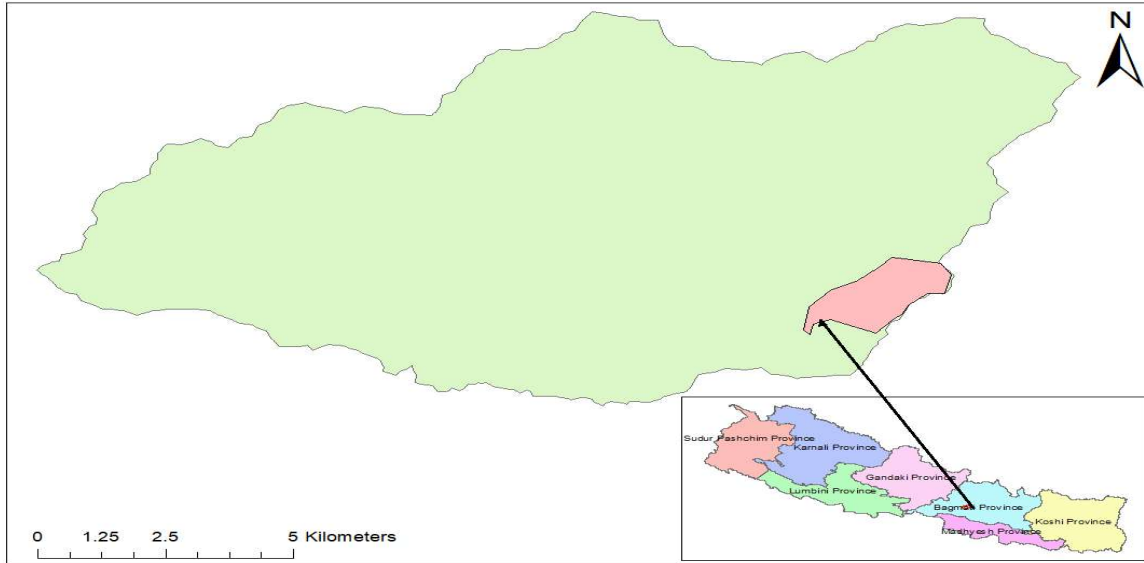 N
Sudur Pashchim Province
Karnali Province
Gandaki Province
Lumbini Province
Bagmati Province
Koshi Province
Madhyesh Province
0 1.25 2.5 5 Kilometers